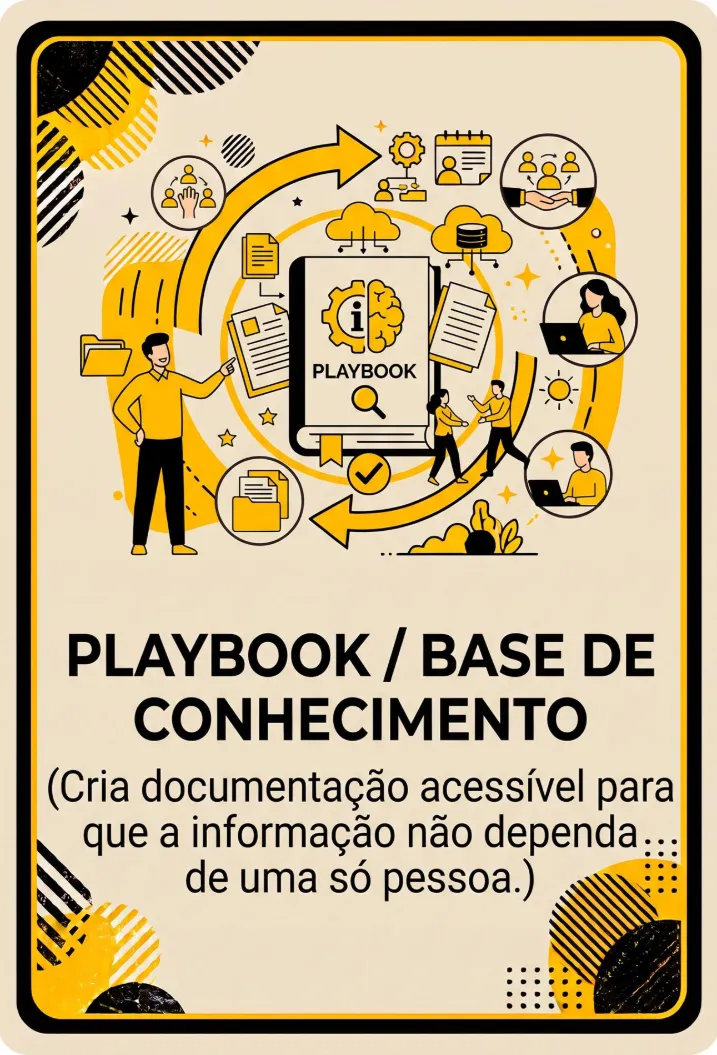 i
PLAYBOOK
PLAYBOOK / BASE DE
CONHECIMENTO
(Cria documentação acessível para
que a informação não dependa
de uma só pessoa.)